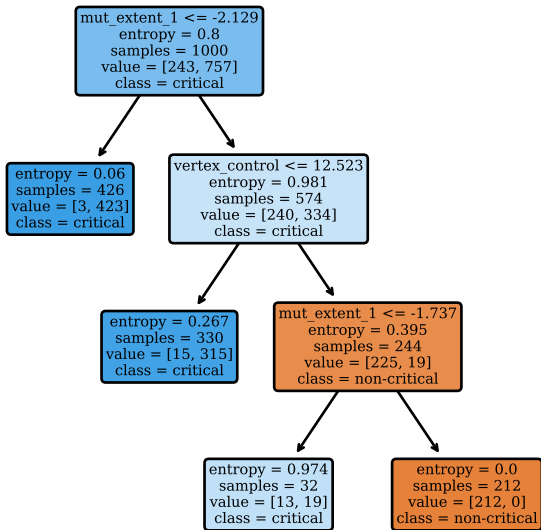 mut_extent_1 <= -2.129
entropy = 0.8
samples = 1000
value = [243, 757]
class = critical
entropy = 0.06
samples = 426
value = [3, 423]
class = critical
vertex_control <= 12.523
entropy = 0.981
samples = 574
value = [240, 334]
class = critical
entropy = 0.267
samples = 330
value = [15, 315]
class = critical
mut_extent_1 <= -1.737
entropy = 0.395
samples = 244
value = [225, 19]
class = non-critical
entropy = 0.974
samples = 32
value = [13, 19]
class = critical
entropy = 0.0
samples = 212
value = [212, 0]
class = non-critical